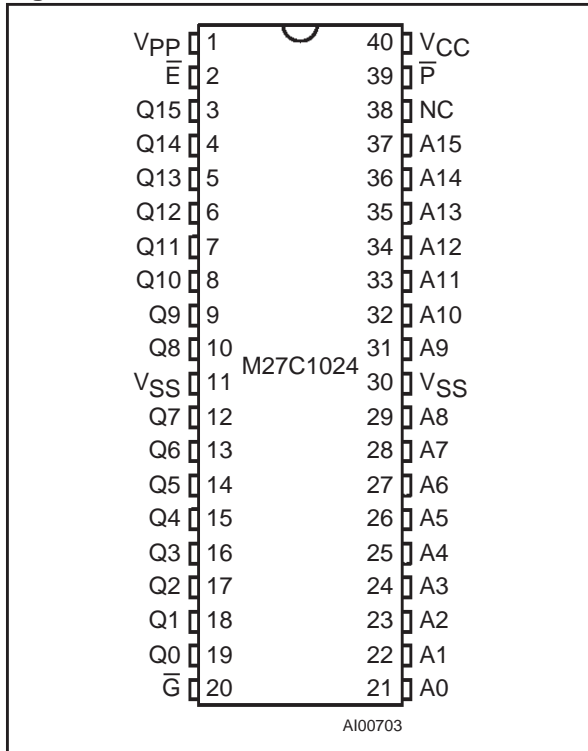 VPP 1 40 VCC
E̅ 2 39 P̅
Q15 3 38 NC
Q14 4 37 A15
Q13 5 36 A14
Q12 6 35 A13
Q11 7 34 A12
Q10 8 33 A11
Q9 9 32 A10
Q8 10 31 A9
M27C1024
VSS 11 30 VSS
Q7 12 29 A8
Q6 13 28 A7
Q5 14 27 A6
Q4 15 26 A5
Q3 16 25 A4
Q2 17 24 A3
Q1 18 23 A2
Q0 19 22 A1
G̅ 20 21 A0
AI00703